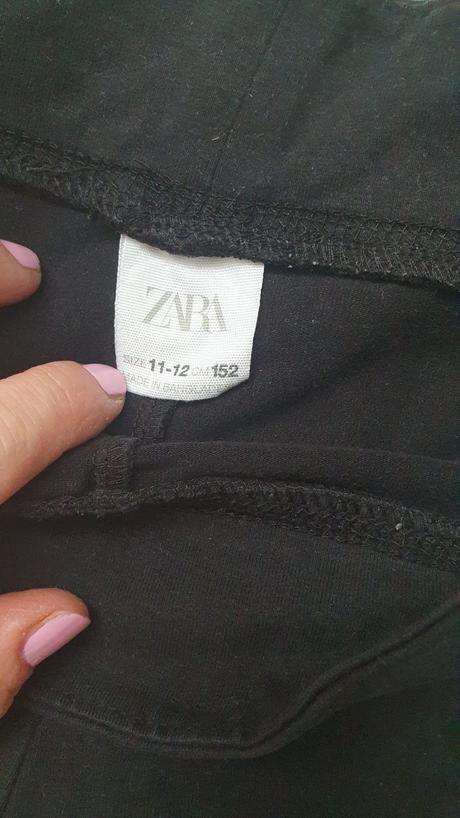 ZARA
SIZE 11-12 CM 152
MADE IN BANGLADESH